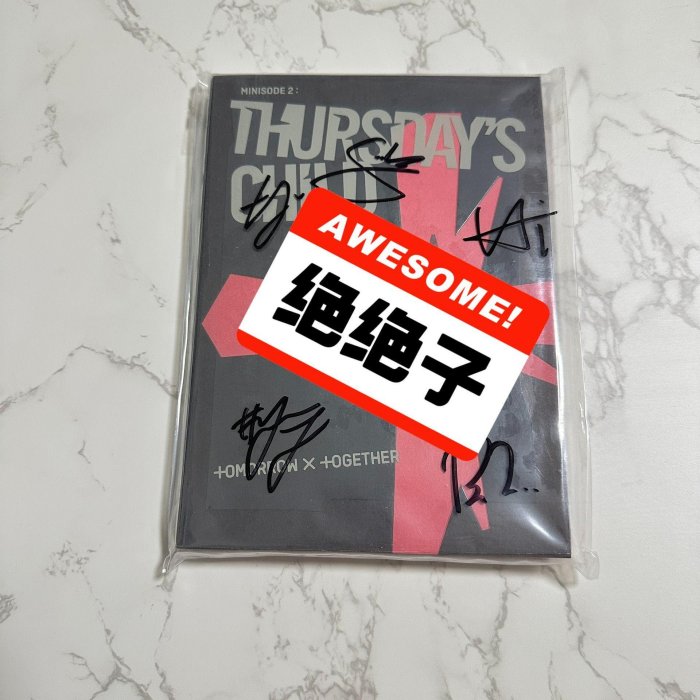 MINISODE 2 :
THURSDAY'S
CHILD
AWESOME!
绝绝子
TOMORROW X TOGETHER